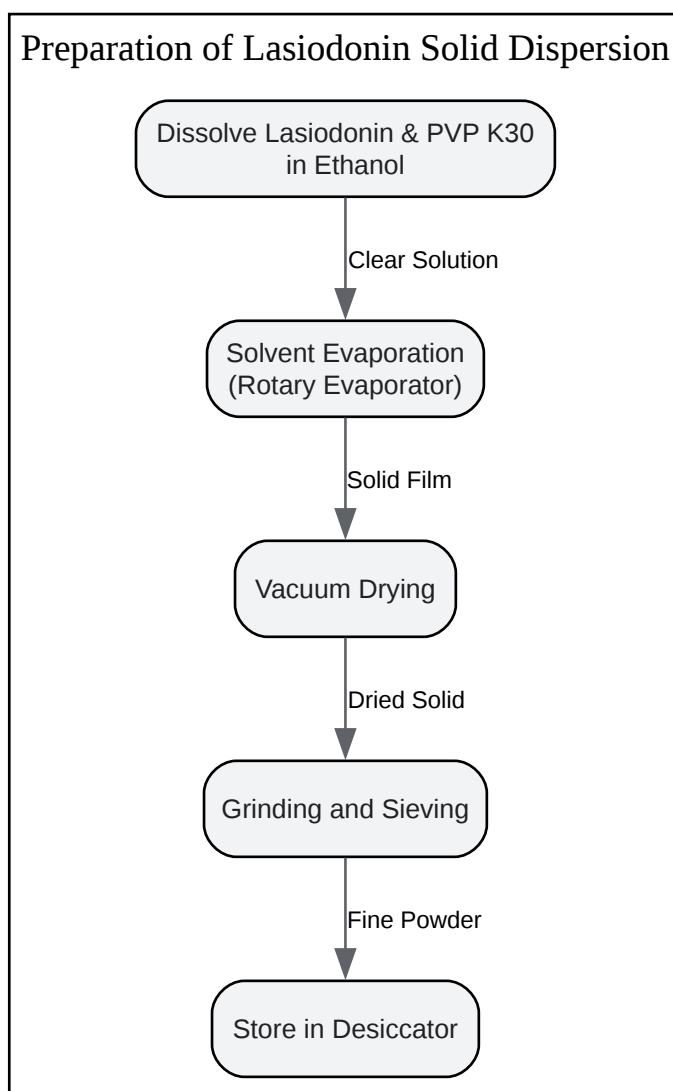 Preparation of Lasiodonin Solid Dispersion
Dissolve Lasiodonin & PVP K30
in Ethanol
Clear Solution
Solvent Evaporation
(Rotary Evaporator)
Solid Film
Vacuum Drying
Dried Solid
Grinding and Sieving
Fine Powder
Store in Desiccator